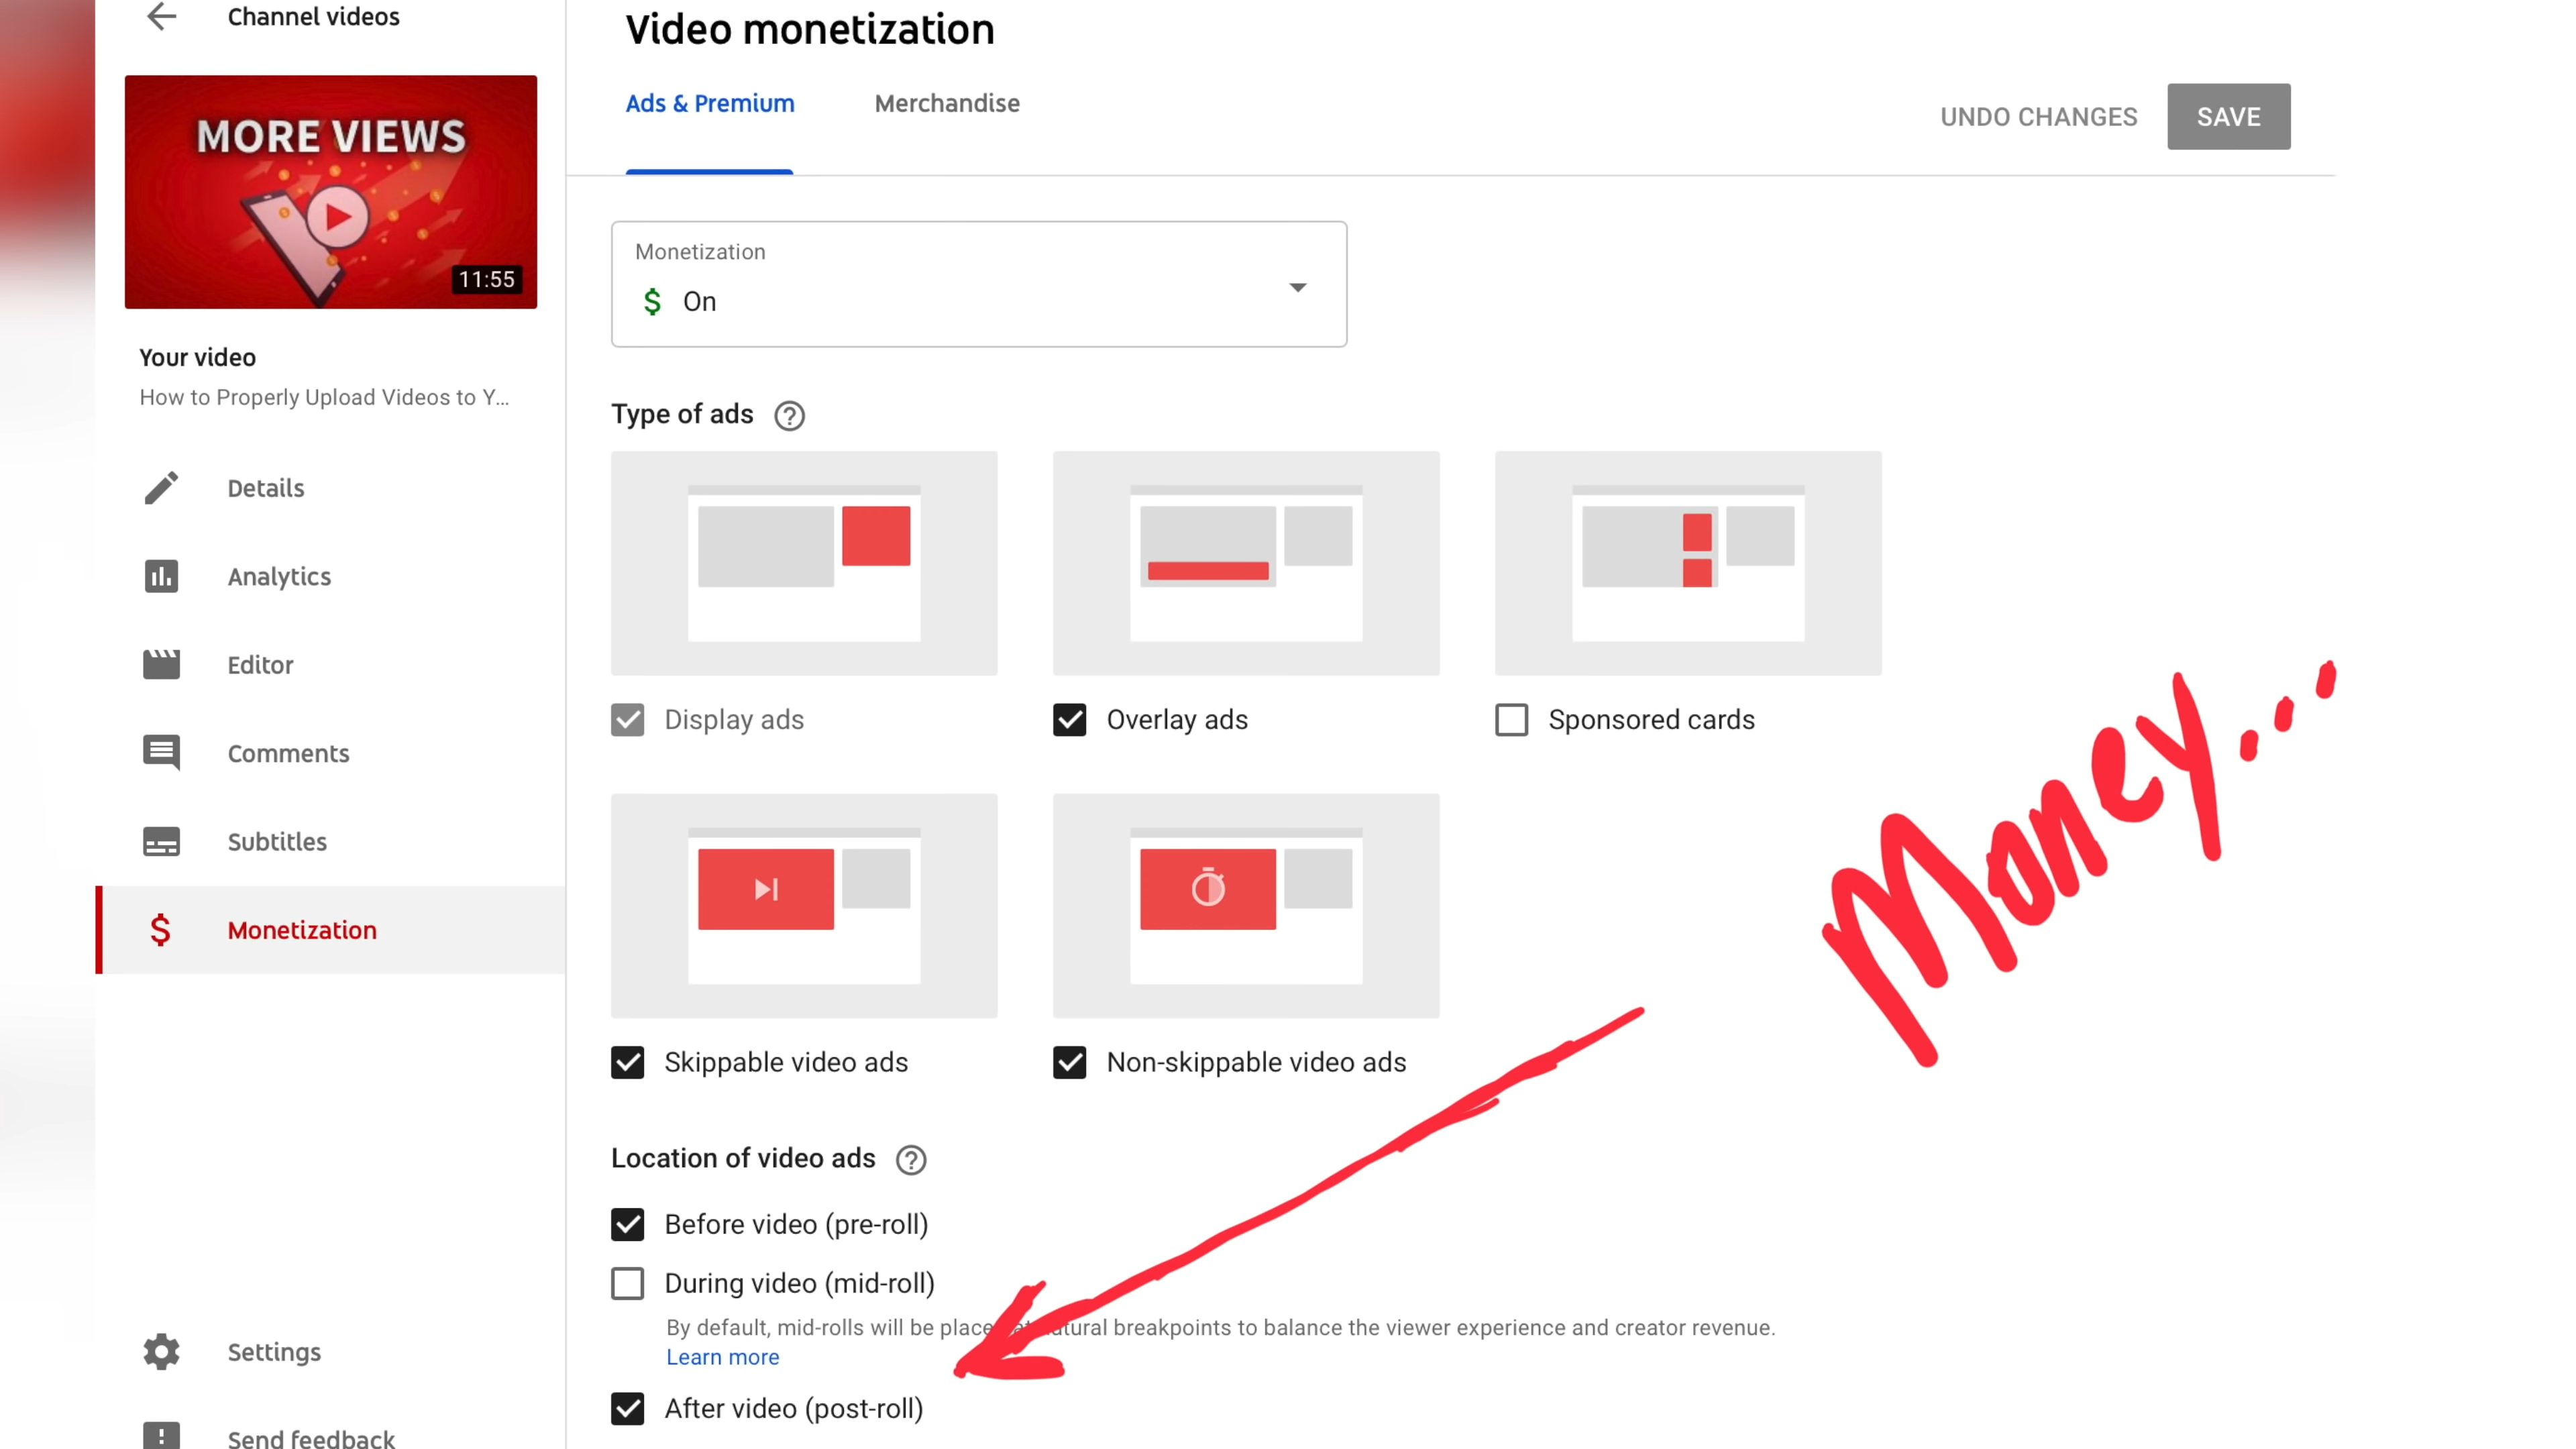 Channel videos
Video monetization
MORE VIEWS
11:55
Ads & Premium
Merchandise
UNDO CHANGES
SAVE
Monetization
$ On
Your video
How to Properly Upload Videos to Y...
Type of ads
Details
Analytics
Editor
Comments
Subtitles
$ Monetization
Display ads
Overlay ads
Sponsored cards
Money...
Skippable video ads
Non-skippable video ads
Location of video ads
Before video (pre-roll)
During video (mid-roll)
By default, mid-rolls will be placed at natural breakpoints to balance the viewer experience and creator revenue.
Learn more
After video (post-roll)
Settings
Send feedback